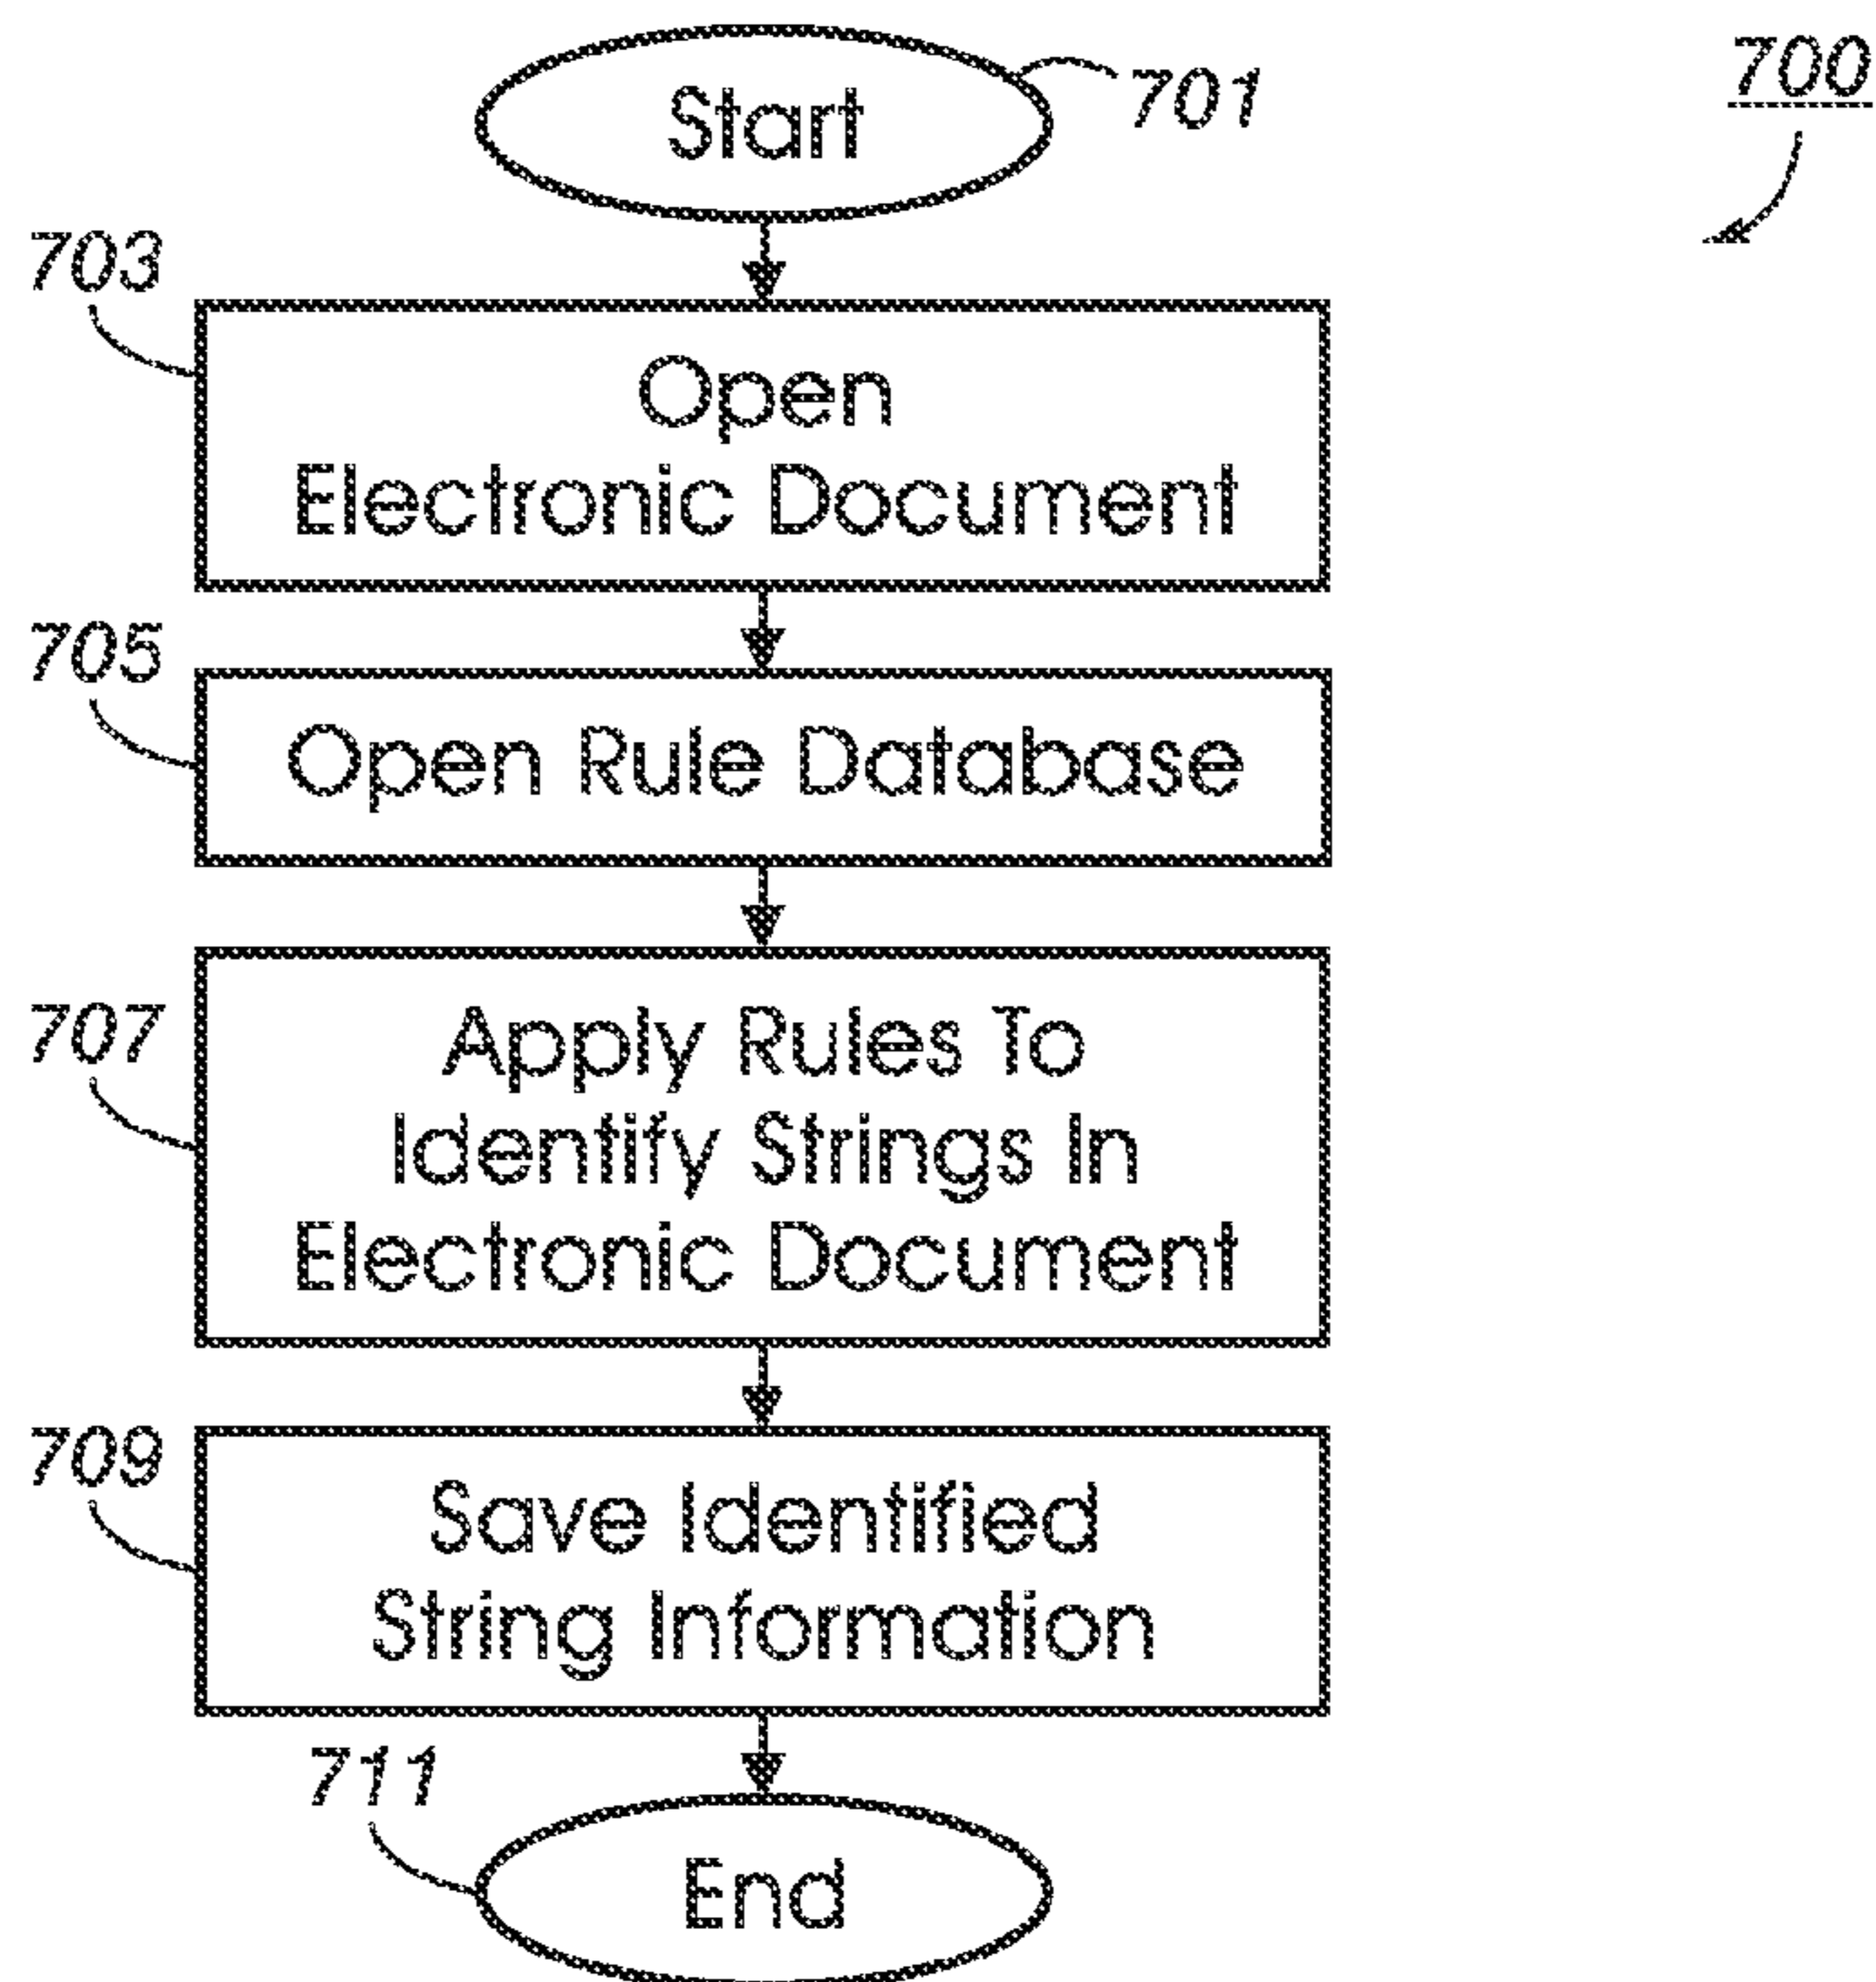 700
Start
701
703
Open
Electronic Document
705
Open Rule Database
707
Apply Rules To
Identify Strings In
Electronic Document
709
Save Identified
String Information
711
End